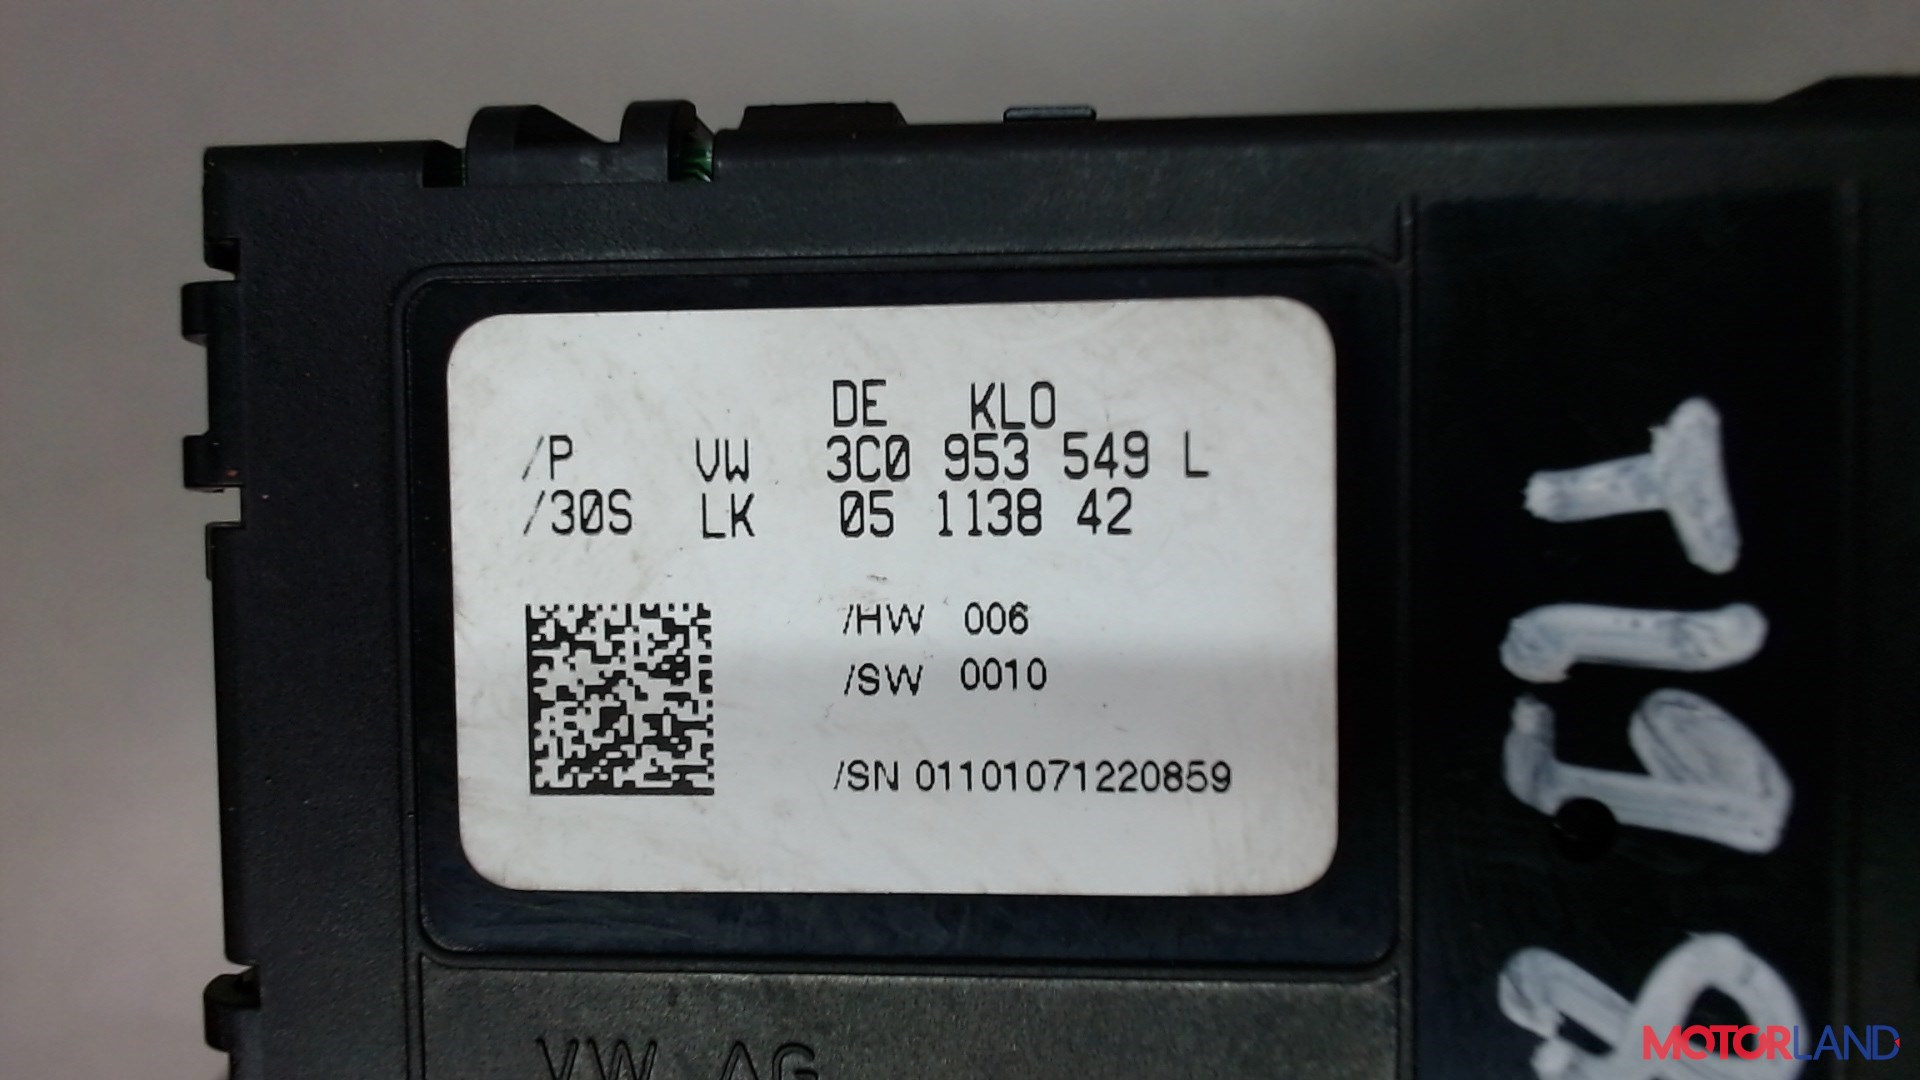 DE KLO
/P VW 3C0 953 549 L
/30S LK 05 1138 42
/HW 006
/SW 0010
/SN 01101071220859
VW AG
MOTORLAND